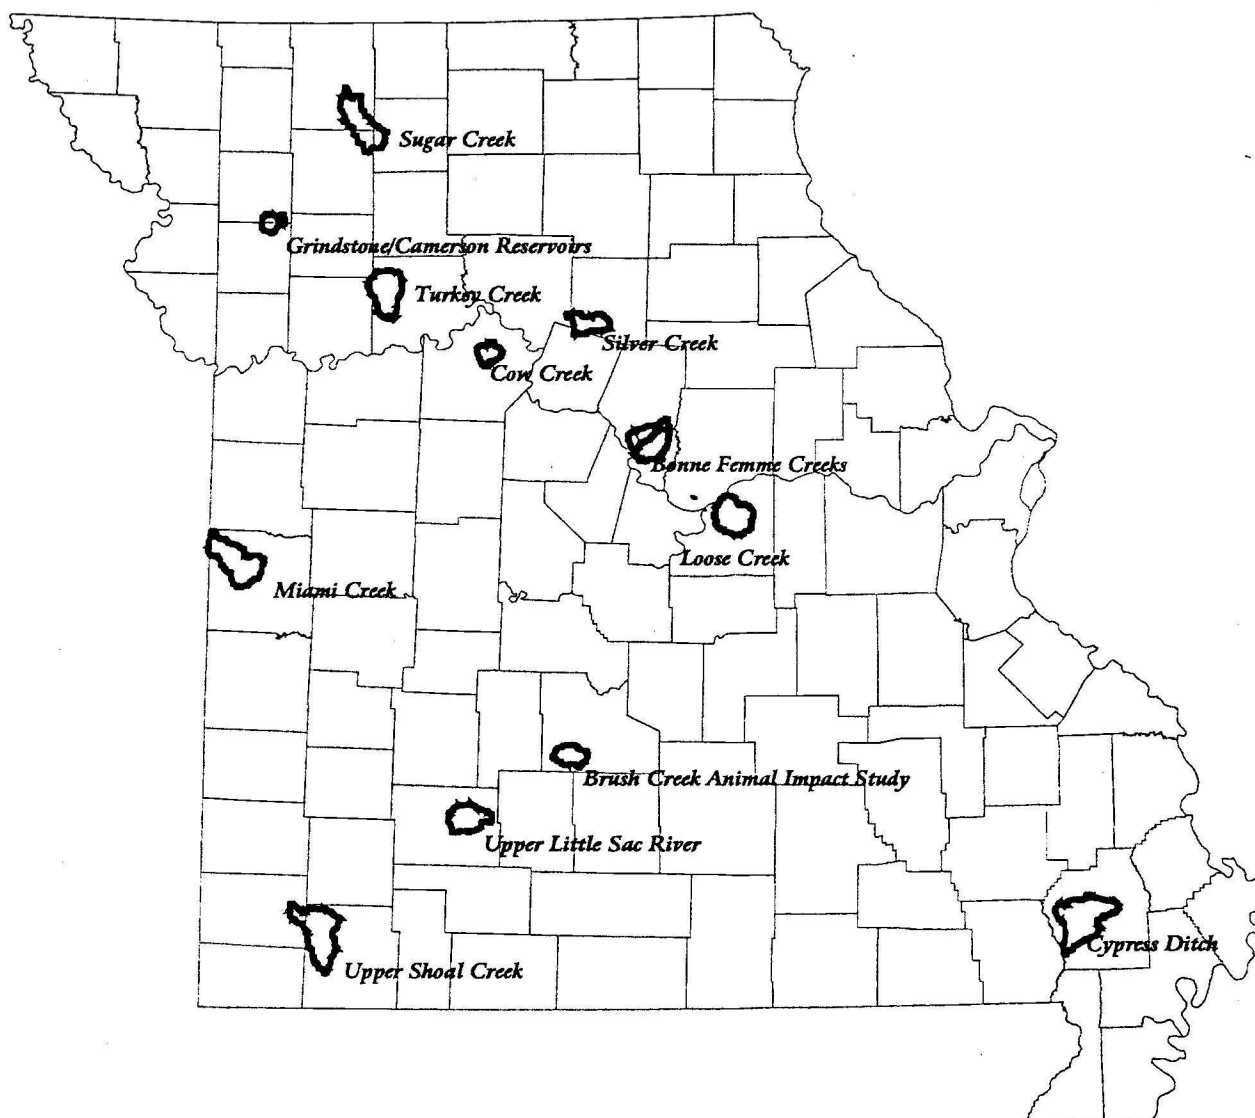 Sugar Creek
Grindstone/Camerson Reservoirs
Turkey Creek
Silver Creek
Cow Creek
Bonne Femme Creeks
Loose Creek
Miami Creek
Brush Creek Animal Impact Study
Upper Little Sac River
Cypress Ditch
Upper Shoal Creek